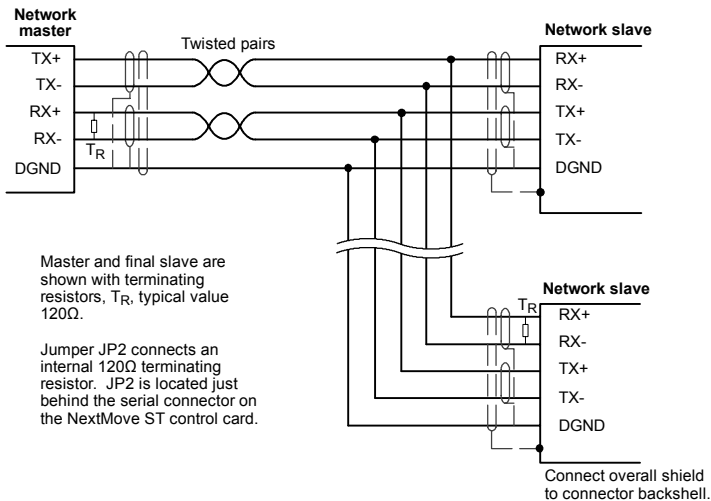 Network
master
TX+
TX-
RX+
RX-
TR
DGND
Twisted pairs
Network slave
RX+
RX-
TX+
TX-
DGND
Master and final slave are
shown with terminating
resistors, TR, typical value
120Ω.
Jumper JP2 connects an
internal 120Ω terminating
resistor. JP2 is located just
behind the serial connector on
the NextMove ST control card.
Network slave
TR
RX+
RX-
TX+
TX-
DGND
Connect overall shield
to connector backshell.